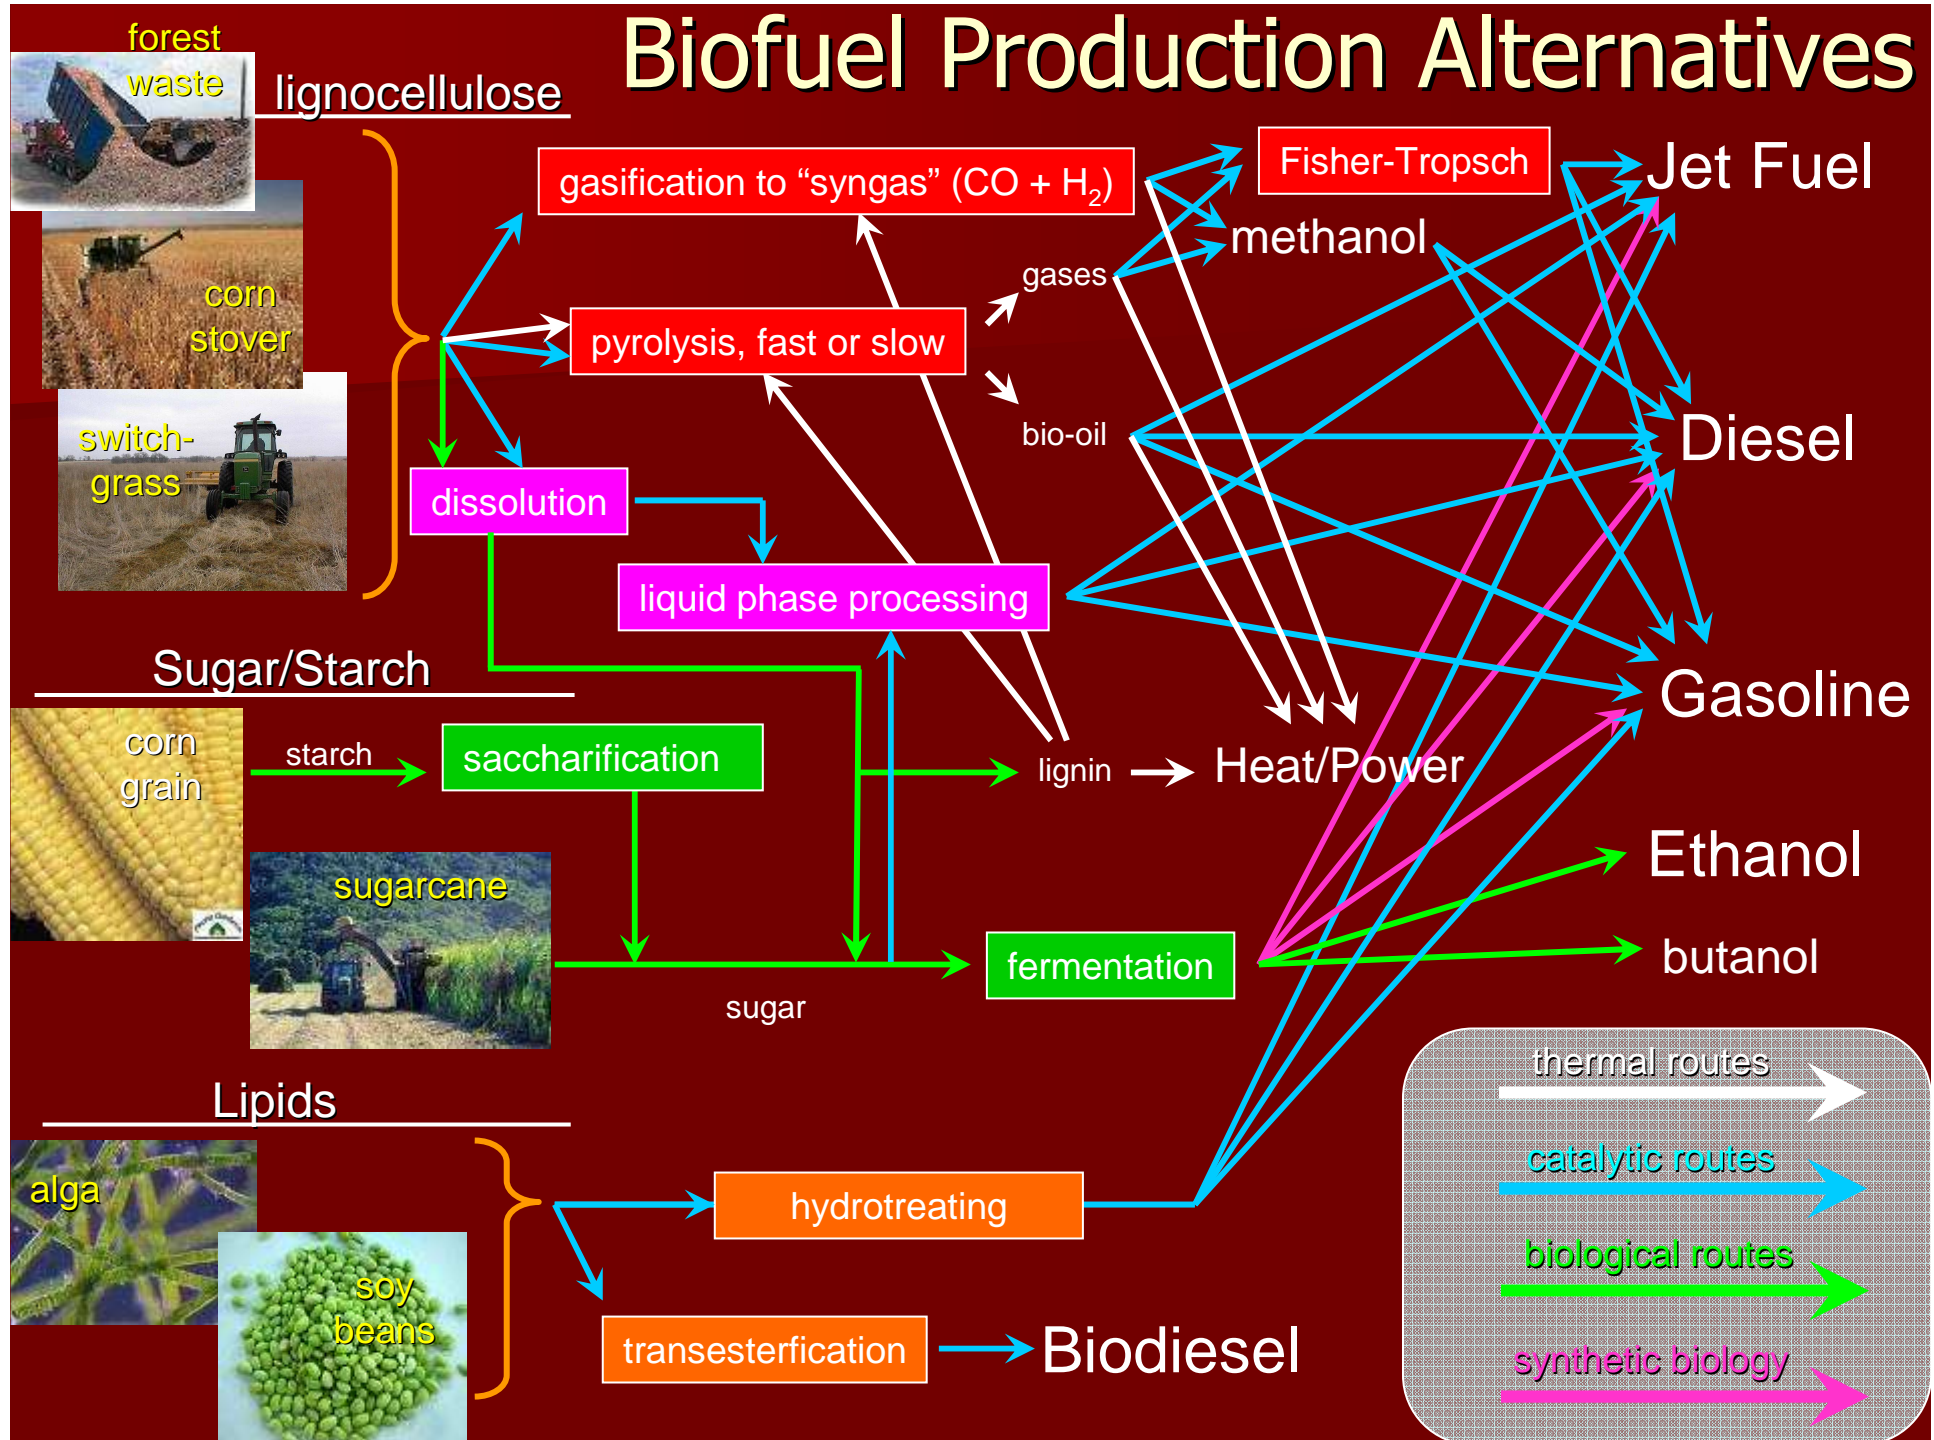 Biofuel Production Alternatives
forest
waste
lignocellulose
corn
stover
switch-
grass
gasification to “syngas” (CO + H₂)
Fisher-Tropsch
Jet Fuel
methanol
gases
pyrolysis, fast or slow
bio-oil
Diesel
dissolution
liquid phase processing
Sugar/Starch
Gasoline
corn
grain
starch
saccharification
lignin
Heat/Power
sugarcane
Ethanol
fermentation
butanol
sugar
Lipids
alga
soy
beans
hydrotreating
transesterfication
Biodiesel
thermal routes
catalytic routes
biological routes
synthetic biology